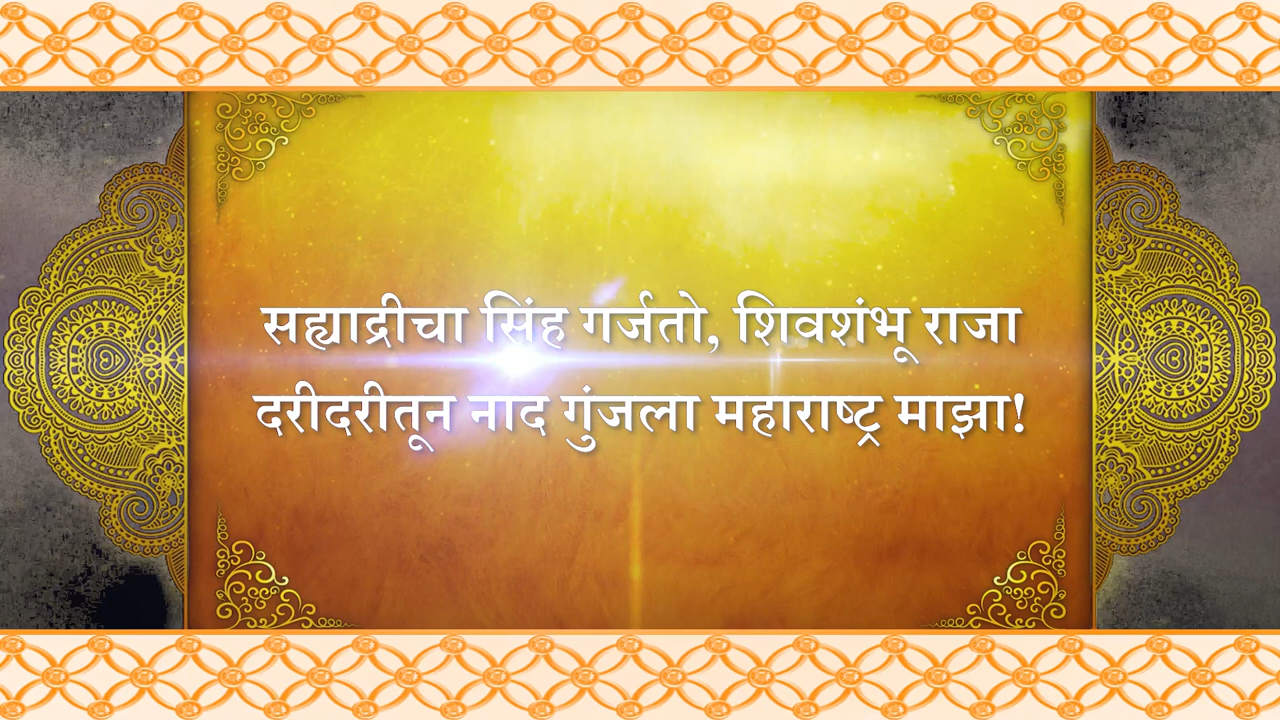 सह्याद्रीचा सिंह गर्जतो, शिवशंभू राजा
दरीदरीतून नाद गुंजला महाराष्ट्र माझा!